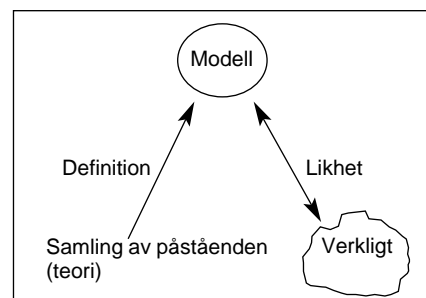 Modell
Definition
Likhet
Samling av påståenden
(teori)
Verkligt